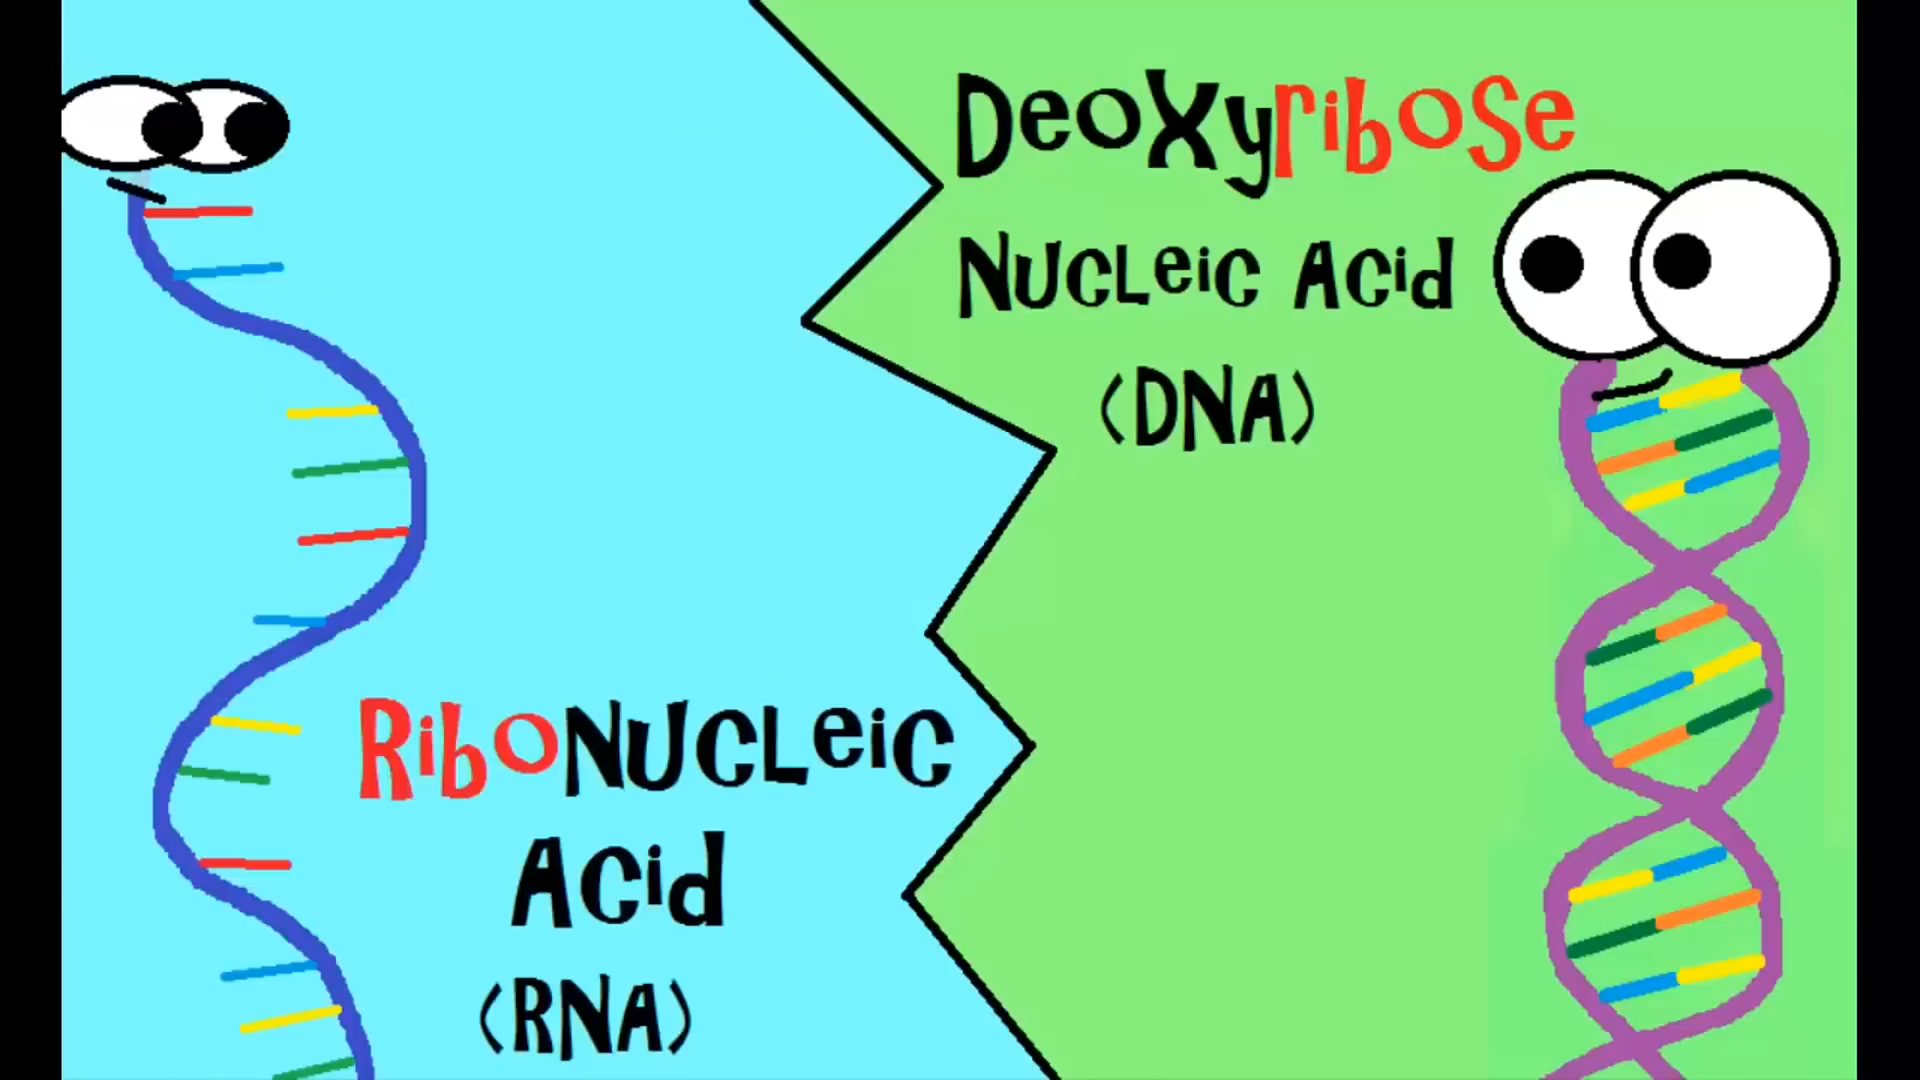 Deoxyribose
Nucleic Acid
(DNA)
Ribonucleic
Acid
(RNA)